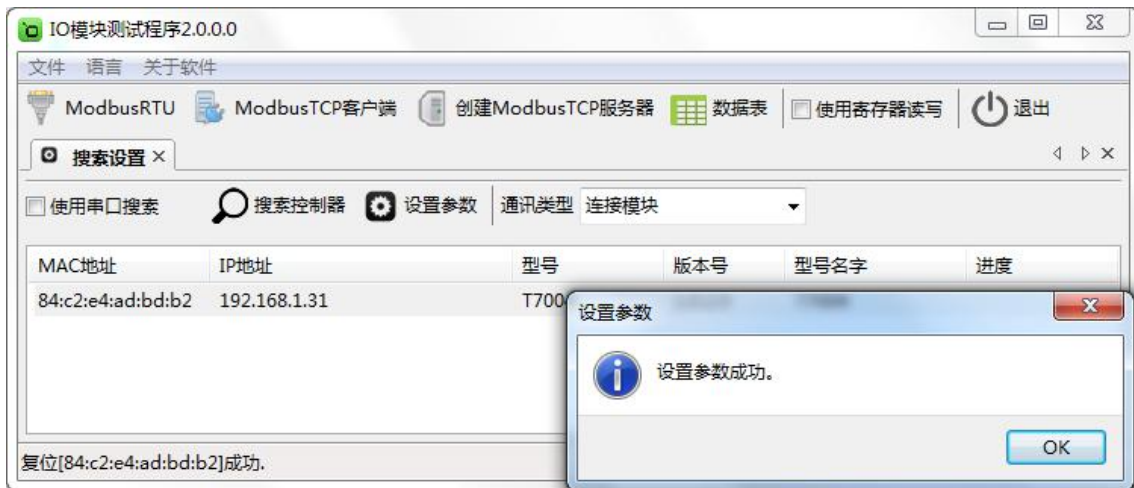 IO模块测试程序2.0.0.0
文件 语言 关于软件
ModbusRTU ModbusTCP客户端 创建ModbusTCP服务器 数据表 使用寄存器读写 退出
搜索设置
使用串口搜索 搜索控制器 设置参数 通讯类型 连接模块
MAC地址 IP地址 型号 版本号 型号名字 进度
84:c2:e4:ad:bd:b2 192.168.1.31 T700
设置参数
设置参数成功。
OK
复位[84:c2:e4:ad:bd:b2]成功.